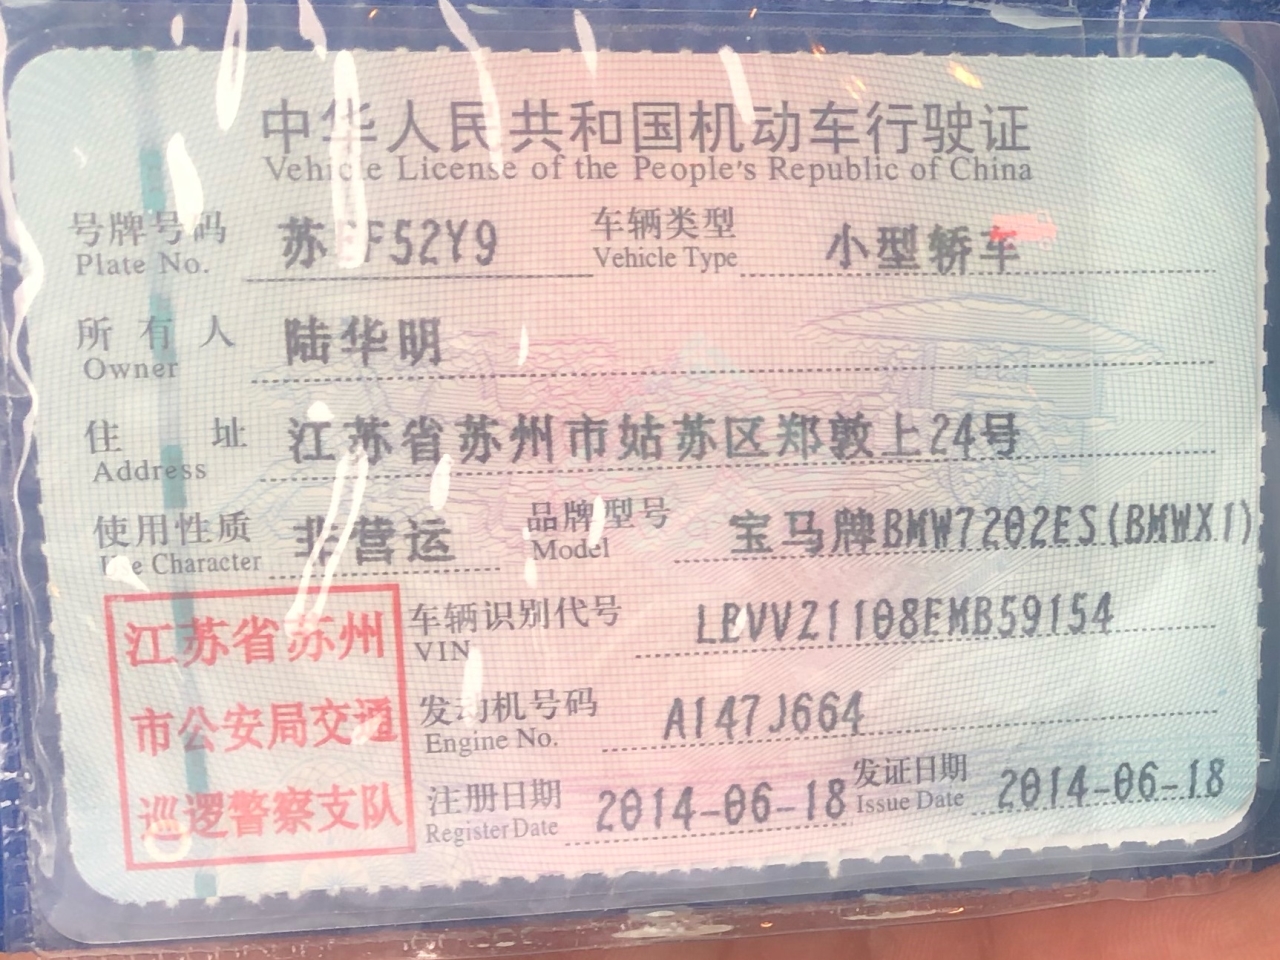 中华人民共和国机动车行驶证
Vehicle License of the People's Republic of China
号牌号码 苏EF52Y9 车辆类型 小型轿车
Plate No. Vehicle Type
所有人 陆华明
Owner
住址 江苏省苏州市姑苏区郑敦上24号
Address
使用性质 非营运 品牌型号 宝马牌BMW7202ES(BMWX1)
Use Character Model
车辆识别代号 LBVVZ1108EMB59154
VIN
发动机号码 A147J664
Engine No.
注册日期 2014-06-18 发证日期 2014-06-18
Register Date Issue Date
江苏省苏州
市公安局交通
巡逻警察支队